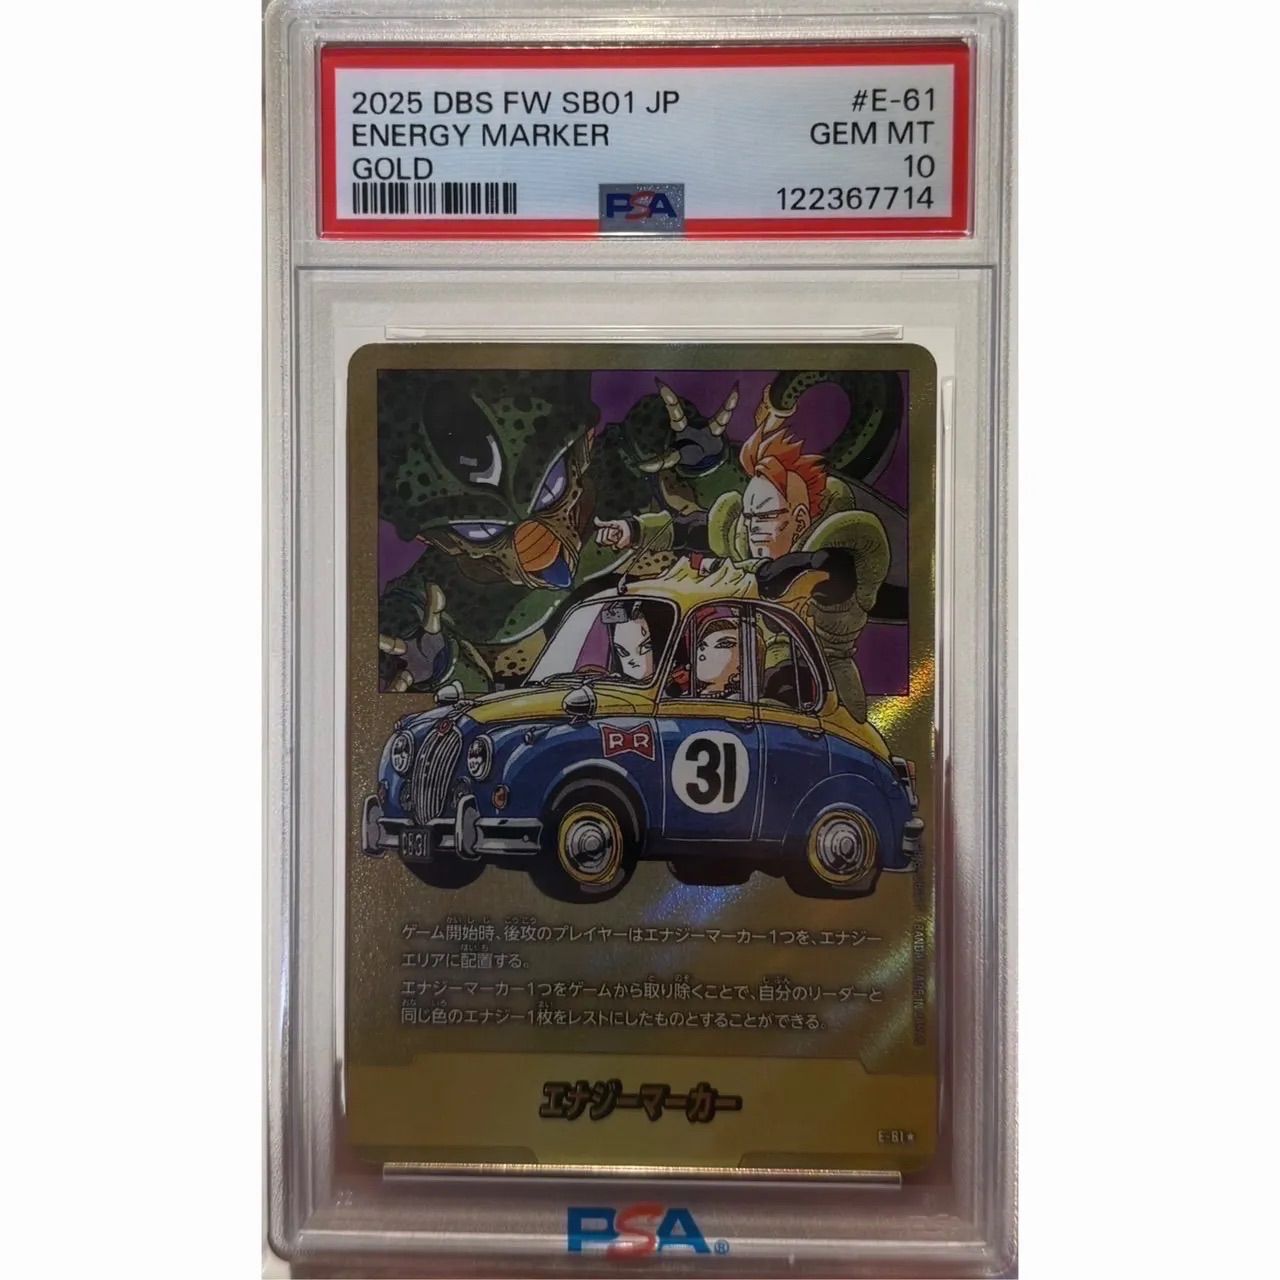 2025 DBS FW SB01 JP
#E-61
ENERGY MARKER
GEM MT
GOLD
10
PSA
122367714
RR
31
ゲーム開始時、後攻のプレイヤーはエナジーマーカー1つを、エナジー
エリアに配置する。
エナジーマーカー1つをゲームから取り除くことで、自分のリーダーと
同じ色のエナジー1枚をレストにしたものとすることができる。
エナジーマーカー
E-61★
PSA®